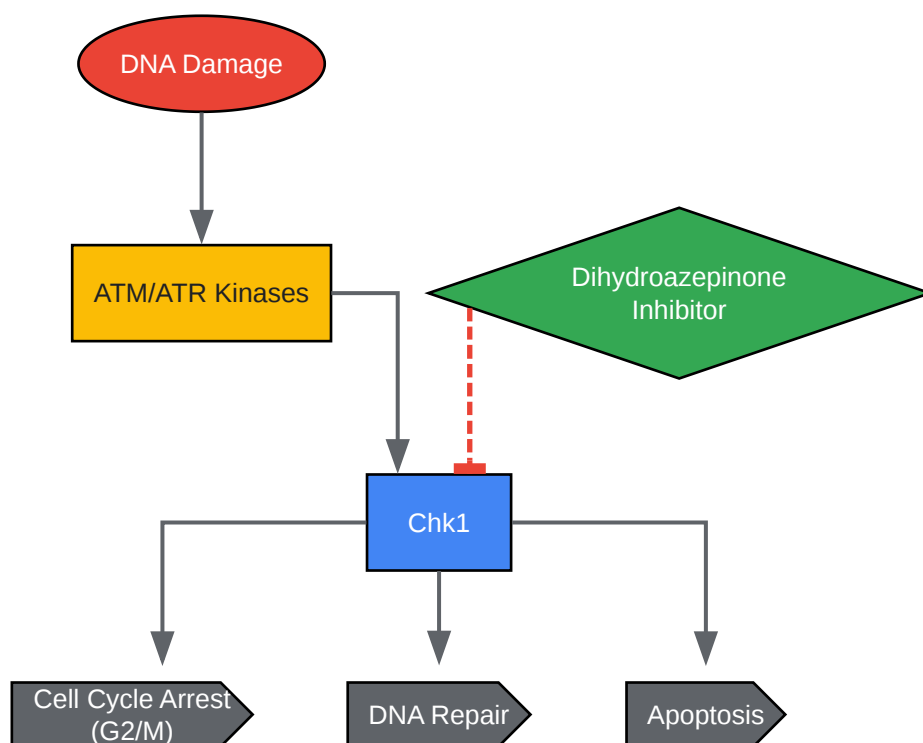 DNA Damage
ATM/ATR Kinases
Dihydroazepinone
Inhibitor
Chk1
Cell Cycle Arrest
(G2/M)
DNA Repair
Apoptosis